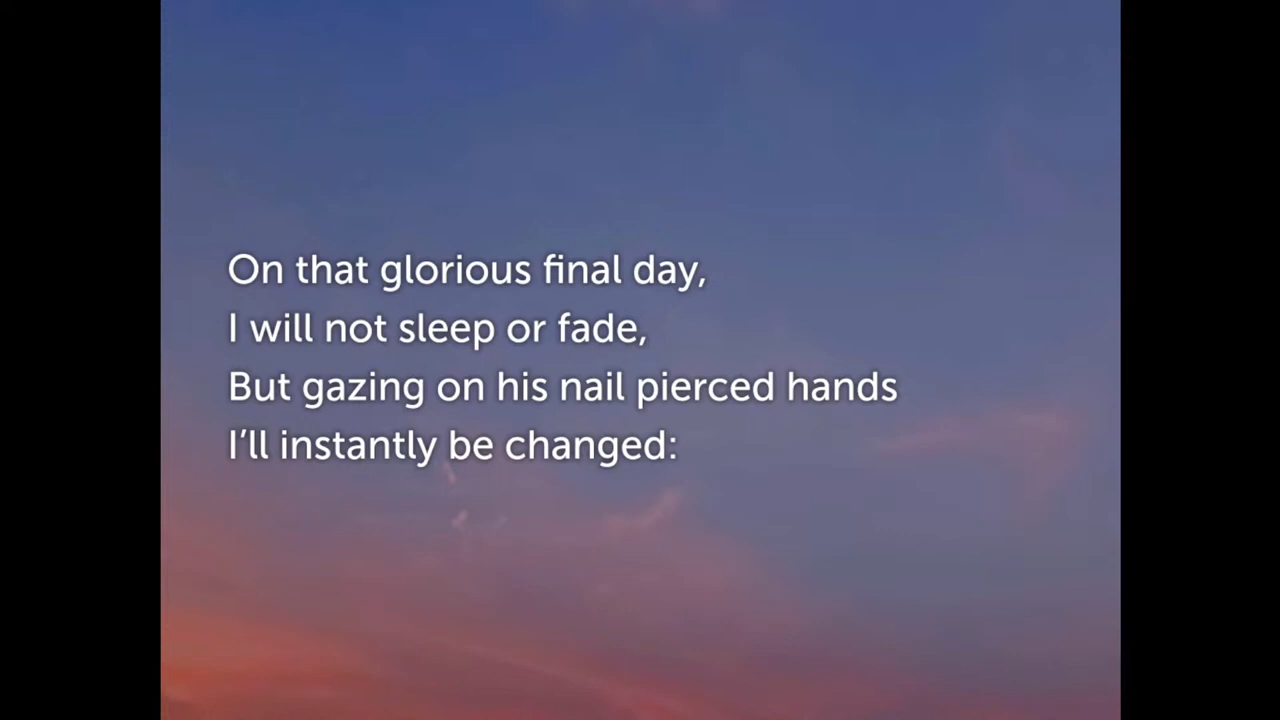 On that glorious final day,
I will not sleep or fade,
But gazing on his nail pierced hands
I’ll instantly be changed: